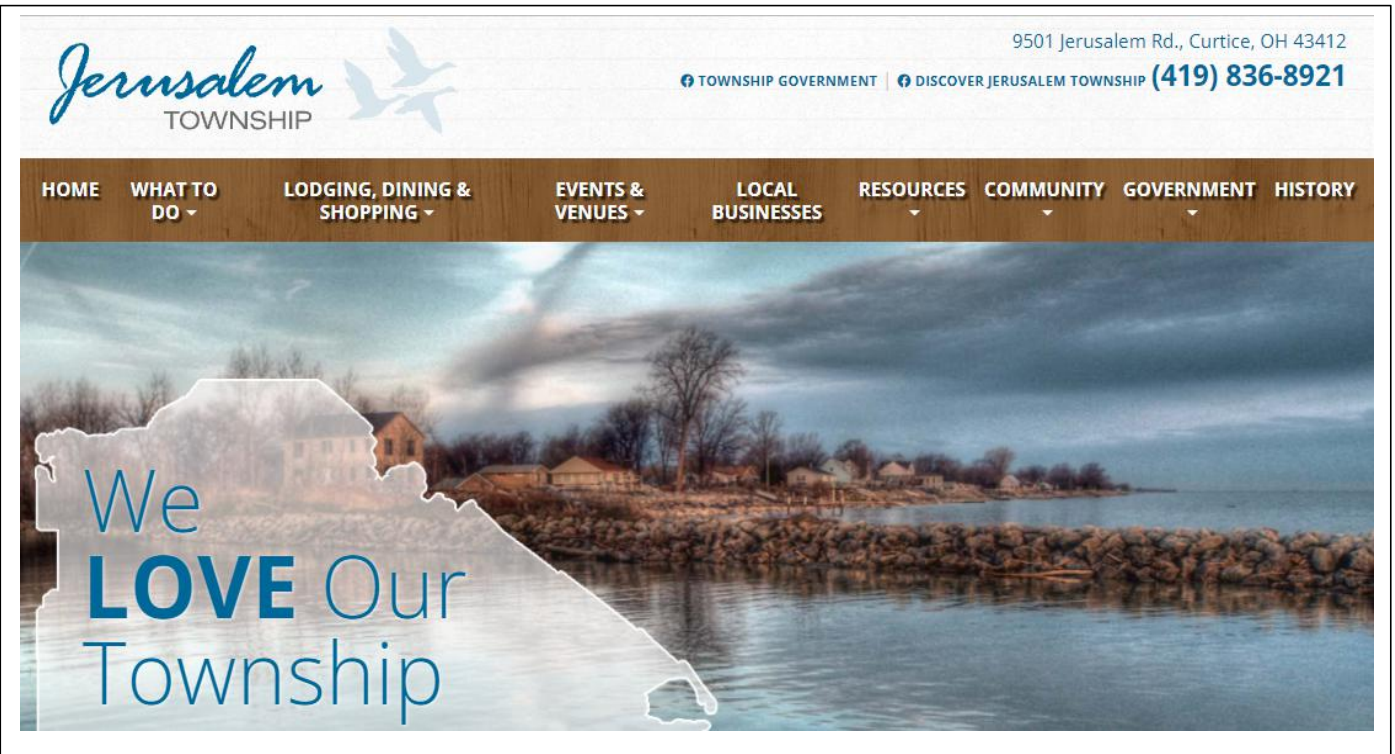 Jerusalem
TOWNSHIP
9501 Jerusalem Rd., Curtice, OH 43412
TOWNSHIP GOVERNMENT | DISCOVER JERUSALEM TOWNSHIP (419) 836-8921
HOME WHAT TO DO LODGING, DINING & SHOPPING EVENTS & VENUES LOCAL BUSINESSES RESOURCES COMMUNITY GOVERNMENT HISTORY
We
LOVE Our
Township